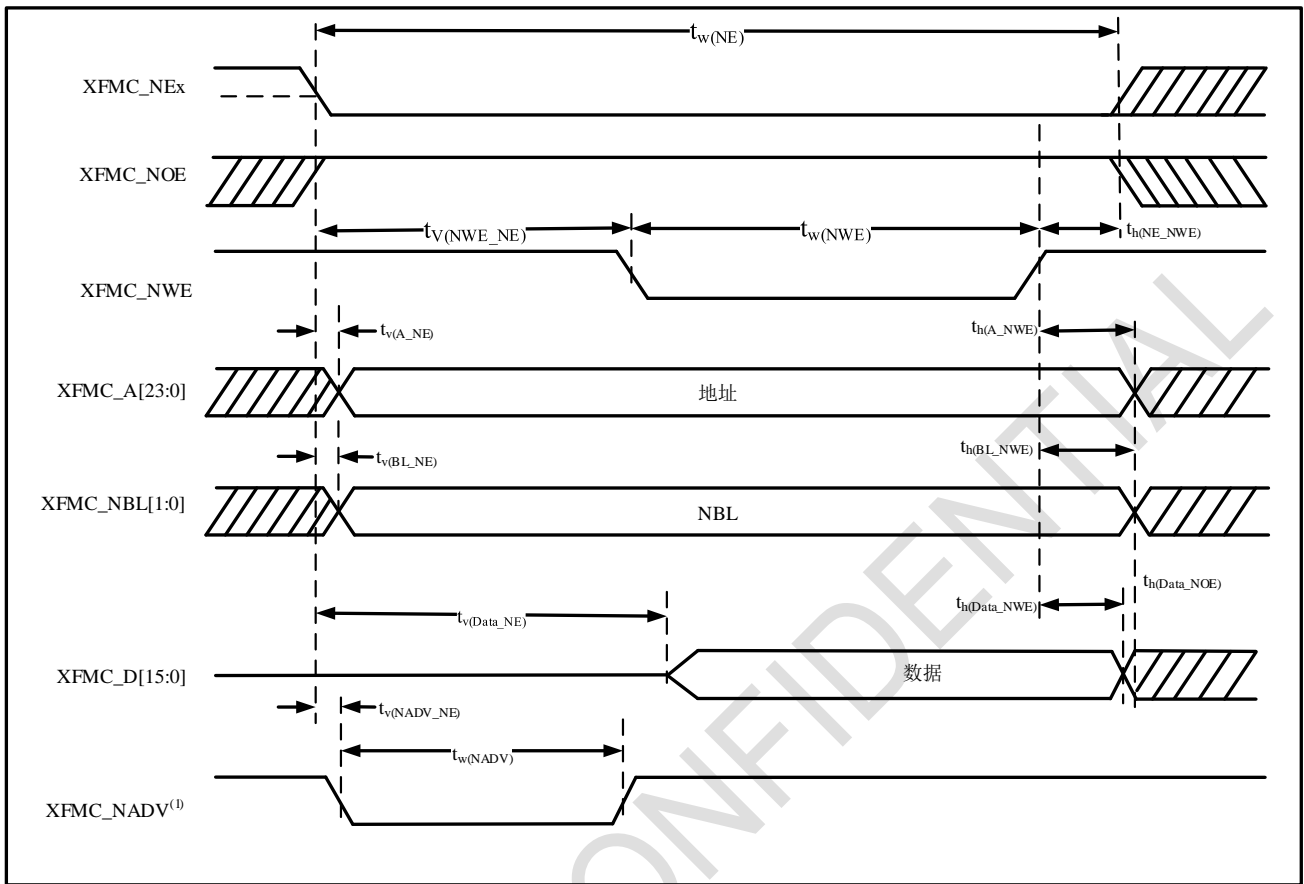 tw(NE)
XFMC_NEx
XFMC_NOE
tV(NWE_NE)
tw(NWE)
th(NE_NWE)
XFMC_NWE
tv(A_NE)
th(A_NWE)
XFMC_A[23:0]
地址
tv(BL_NE)
th(BL_NWE)
XFMC_NBL[1:0]
NBL
th(Data_NOE)
tv(Data_NE)
th(Data_NWE)
XFMC_D[15:0]
数据
tv(NADV_NE)
tw(NADV)
XFMC_NADV(1)
ONFIDENTIAL